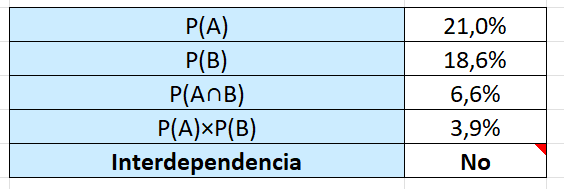 P(A) 21,0%
P(B) 18,6%
P(A∩B) 6,6%
P(A)×P(B) 3,9%
Interdependencia No